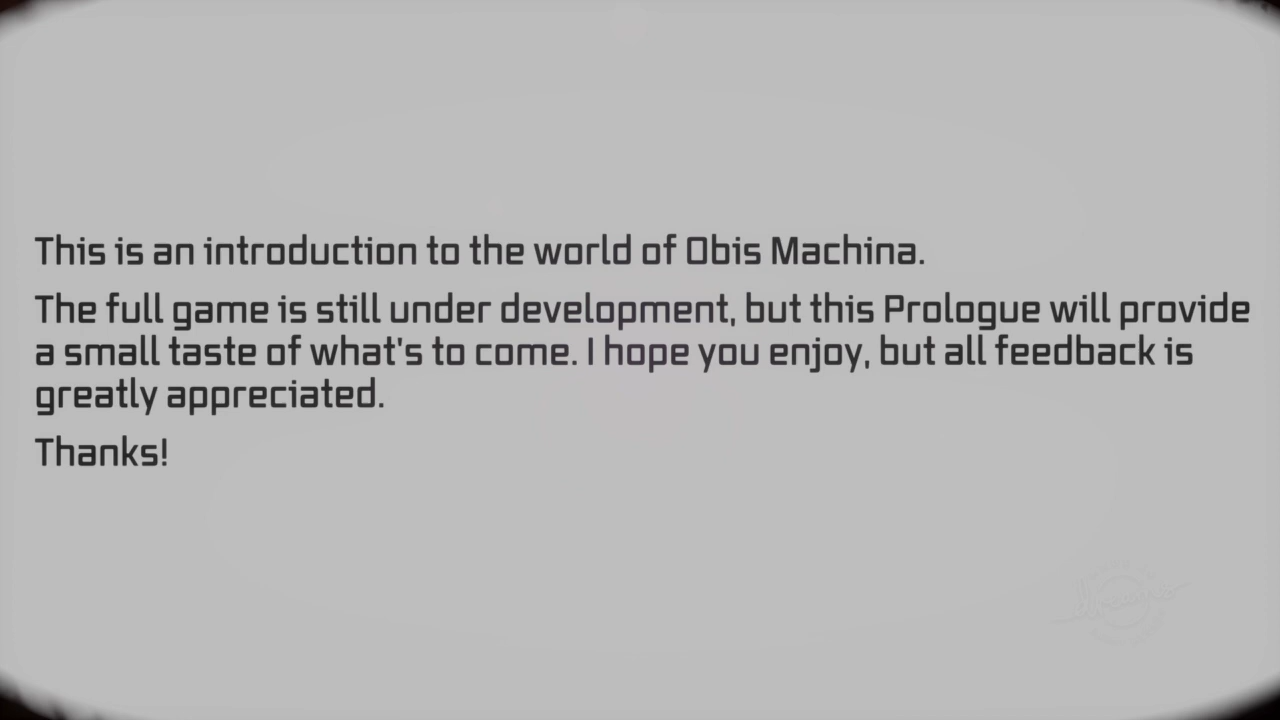 This is an introduction to the world of Obis Machina.
The full game is still under development, but this Prologue will provide
a small taste of what's to come. I hope you enjoy, but all feedback is
greatly appreciated.
Thanks!